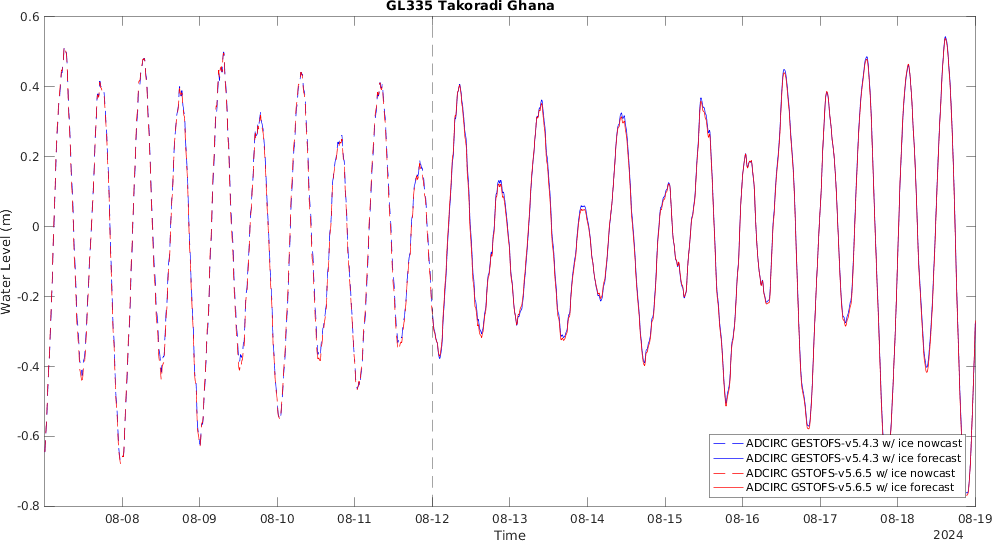 GL335 Takoradi Ghana
0.6
0.4
0.2
0
-0.2
-0.4
-0.6
-0.8
Water Level (m)
ADCIRC GESTOFS-v5.4.3 w/ ice nowcast
ADCIRC GESTOFS-v5.4.3 w/ ice forecast
ADCIRC GSTOFS-v5.6.5 w/ ice nowcast
ADCIRC GSTOFS-v5.6.5 w/ ice forecast
08-08 08-09 08-10 08-11 08-12 08-13 08-14 08-15 08-16 08-17 08-18 08-19
Time
2024